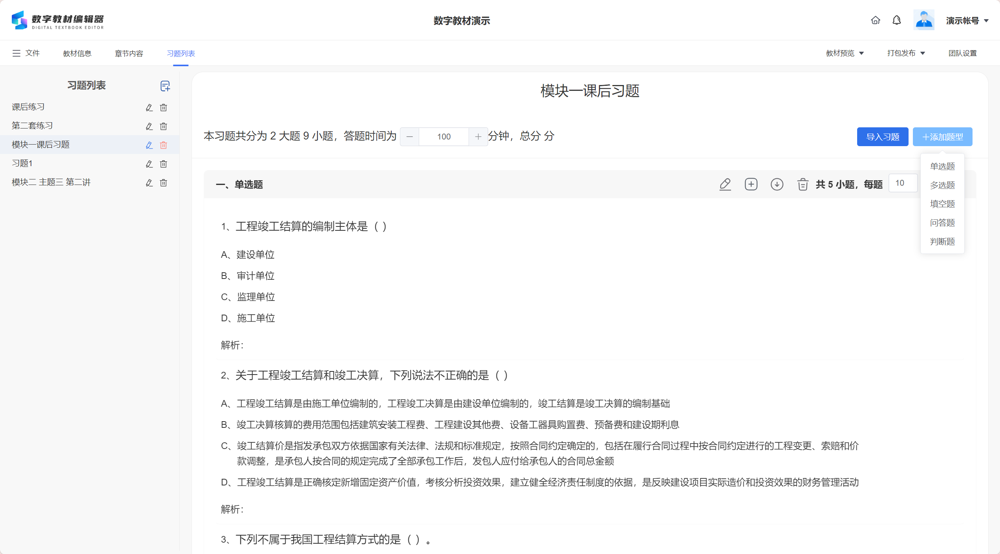 数字教材编辑器
DIGITAL TEXTBOOK EDITOR
数字教材演示
演示帐号
文件 教材信息 章节内容 习题列表 教材预览 打包发布 团队设置
习题列表
课后练习
第二套练习
模块一课后习题
习题1
模块二 主题三 第二讲
模块一课后习题
本习题共分为 2 大题 9 小题，答题时间为 － 100 ＋ 分钟，总分 分
导入习题 ＋添加题型
单选题
多选题
填空题
问答题
判断题
一、单选题 共 5 小题，每题 10
1、工程竣工结算的编制主体是（ ）
A、建设单位
B、审计单位
C、监理单位
D、施工单位
解析：
2、关于工程竣工结算和竣工决算，下列说法不正确的是（ ）
A、工程竣工结算是由施工单位编制的，工程竣工决算是由建设单位编制的，竣工结算是竣工决算的编制基础
B、竣工决算核算的费用范围包括建筑安装工程费、工程建设其他费、设备工器具购置费、预备费和建设期利息
C、竣工结算价是指发承包双方依据国家有关法律、法规和标准规定，按照合同约定确定的，包括在履行合同过程中按合同约定进行的工程变更、索赔和价
款调整，是承包人按合同的规定完成了全部承包工作后，发包人应付给承包人的合同总金额
D、工程竣工结算是正确核定新增固定资产价值，考核分析投资效果，建立健全经济责任制度的依据，是反映建设项目实际造价和投资效果的财务管理活动
解析：
3、下列不属于我国工程结算方式的是（ ）。